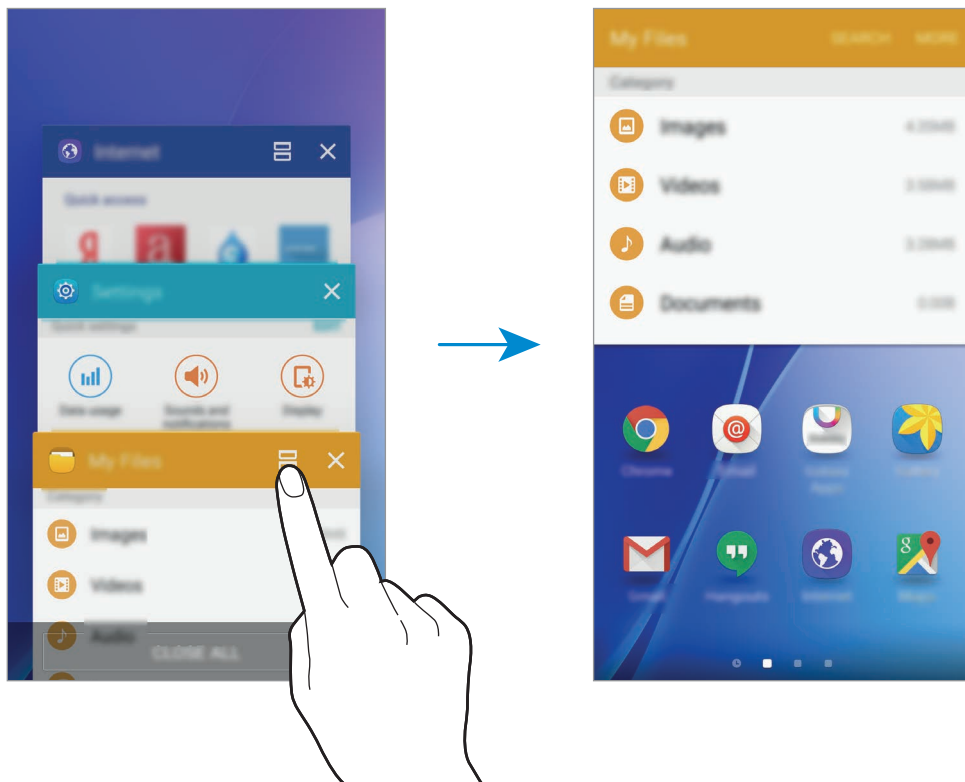 Internet
Quick access
Settings
Quick settings
EDIT
Data usage
Sounds and
notifications
Display
My Files
Category
Images
Videos
Audio
CLOSE ALL
My Files
SEARCH
MORE
Category
Images
Videos
Audio
Documents
Chrome
Email
Gmail
Hangouts
Internet
Maps